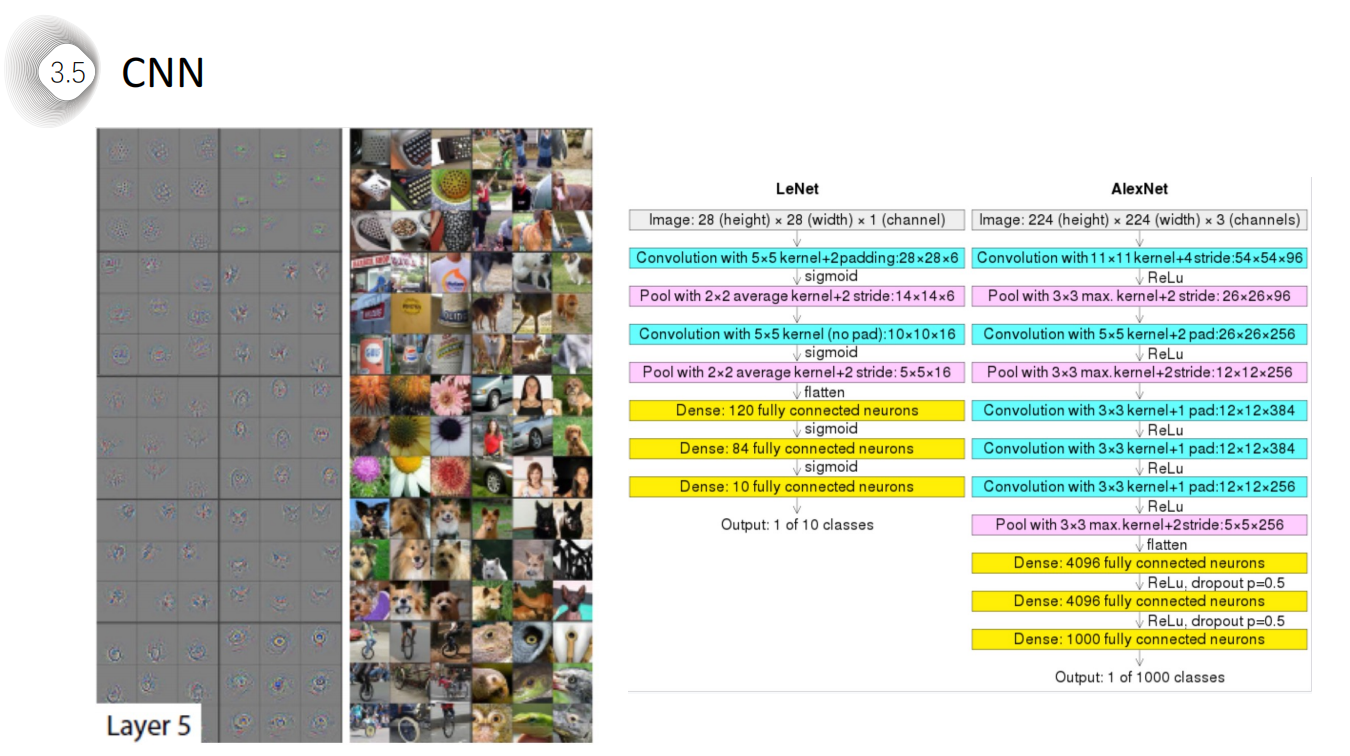 3.5
CNN
Layer 5
LeNet
Image: 28 (height) × 28 (width) × 1 (channel)
Convolution with 5×5 kernel+2padding:28×28×6
sigmoid
Pool with 2×2 average kernel+2 stride:14×14×6
Convolution with 5×5 kernel (no pad):10×10×16
sigmoid
Pool with 2×2 average kernel+2 stride: 5×5×16
flatten
Dense: 120 fully connected neurons
sigmoid
Dense: 84 fully connected neurons
sigmoid
Dense: 10 fully connected neurons
Output: 1 of 10 classes
AlexNet
Image: 224 (height) × 224 (width) × 3 (channels)
Convolution with 11×11 kernel+4 stride:54×54×96
ReLu
Pool with 3×3 max. kernel+2 stride: 26×26×96
Convolution with 5×5 kernel+2 pad:26×26×256
ReLu
Pool with 3×3 max.kernel+2stride:12×12×256
Convolution with 3×3 kernel+1 pad:12×12×384
ReLu
Convolution with 3×3 kernel+1 pad:12×12×384
ReLu
Convolution with 3×3 kernel+1 pad:12×12×256
ReLu
Pool with 3×3 max.kernel+2stride:5×5×256
flatten
Dense: 4096 fully connected neurons
ReLu, dropout p=0.5
Dense: 4096 fully connected neurons
ReLu, dropout p=0.5
Dense: 1000 fully connected neurons
Output: 1 of 1000 classes